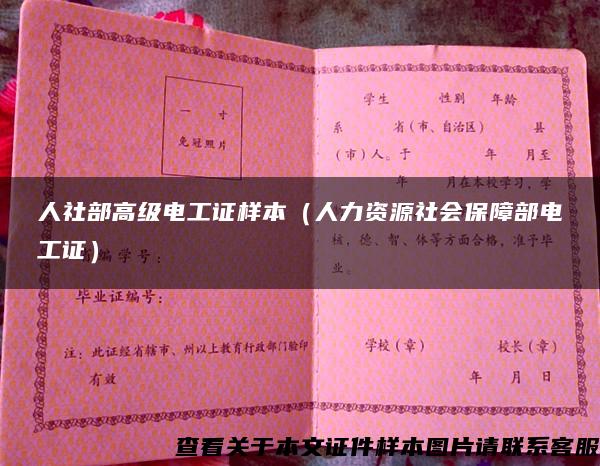 一 寸
免冠照片
学生 性别 年龄
系 省(市、自治区) 县
(市)人。于 年 月至
年 月在本校学习,学
人社部高级电工证样本（人力资源社会保障部电
工证）
核,德、智、体等方面合格,准予毕
业。
编学号:
毕业证编号:
注:此证经省辖市、州以上教育行政部门验印
有效
学校(章) 校长(章)
年 月 日
查看关于本文证件样本图片请联系客服